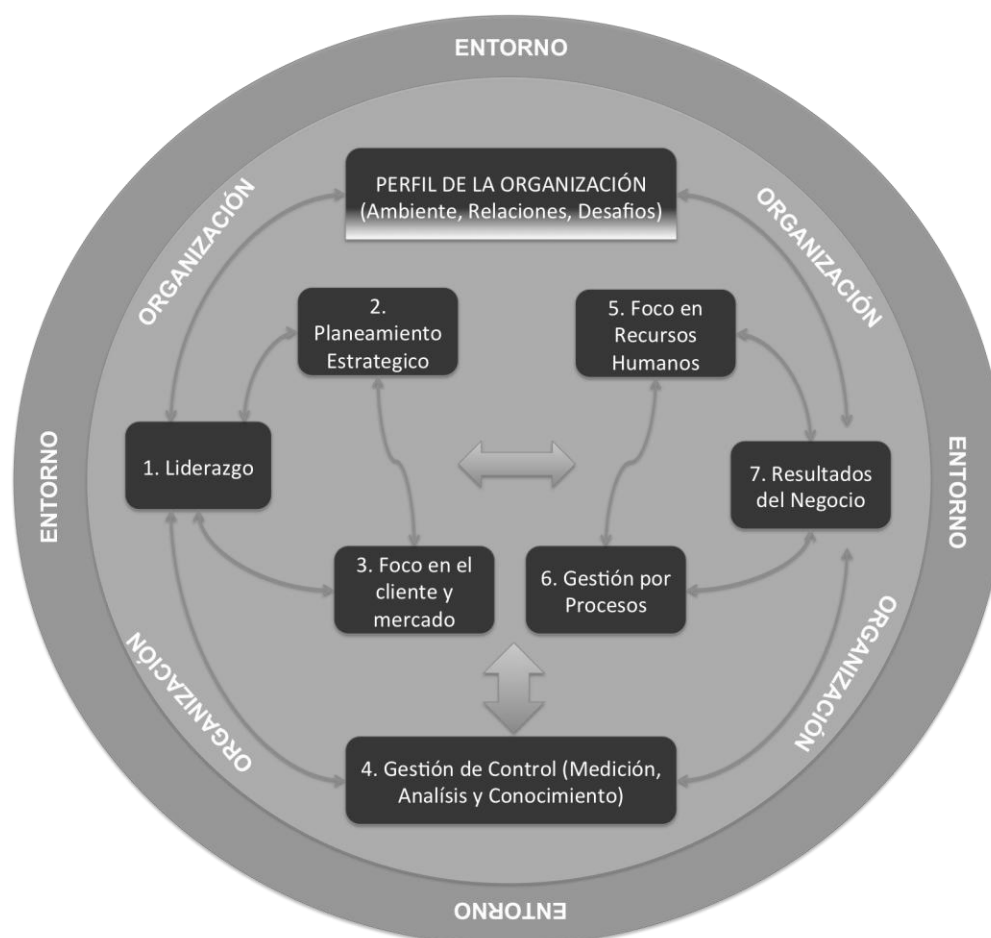 ENTORNO
PERFIL DE LA ORGANIZACIÓN
(Ambiente, Relaciones, Desafios)
ORGANIZACIÓN
ORGANIZACIÓN
2.
Planeamiento
Estrategico
5. Foco en
Recursos
Humanos
1. Liderazgo
7. Resultados
del Negocio
ENTORNO
ENTORNO
3. Foco en el
cliente y
mercado
6. Gestión por
Procesos
ORGANIZACIÓN
ORGANIZACIÓN
4. Gestión de Control (Medición,
Analísis y Conocimiento)
ENTORNO